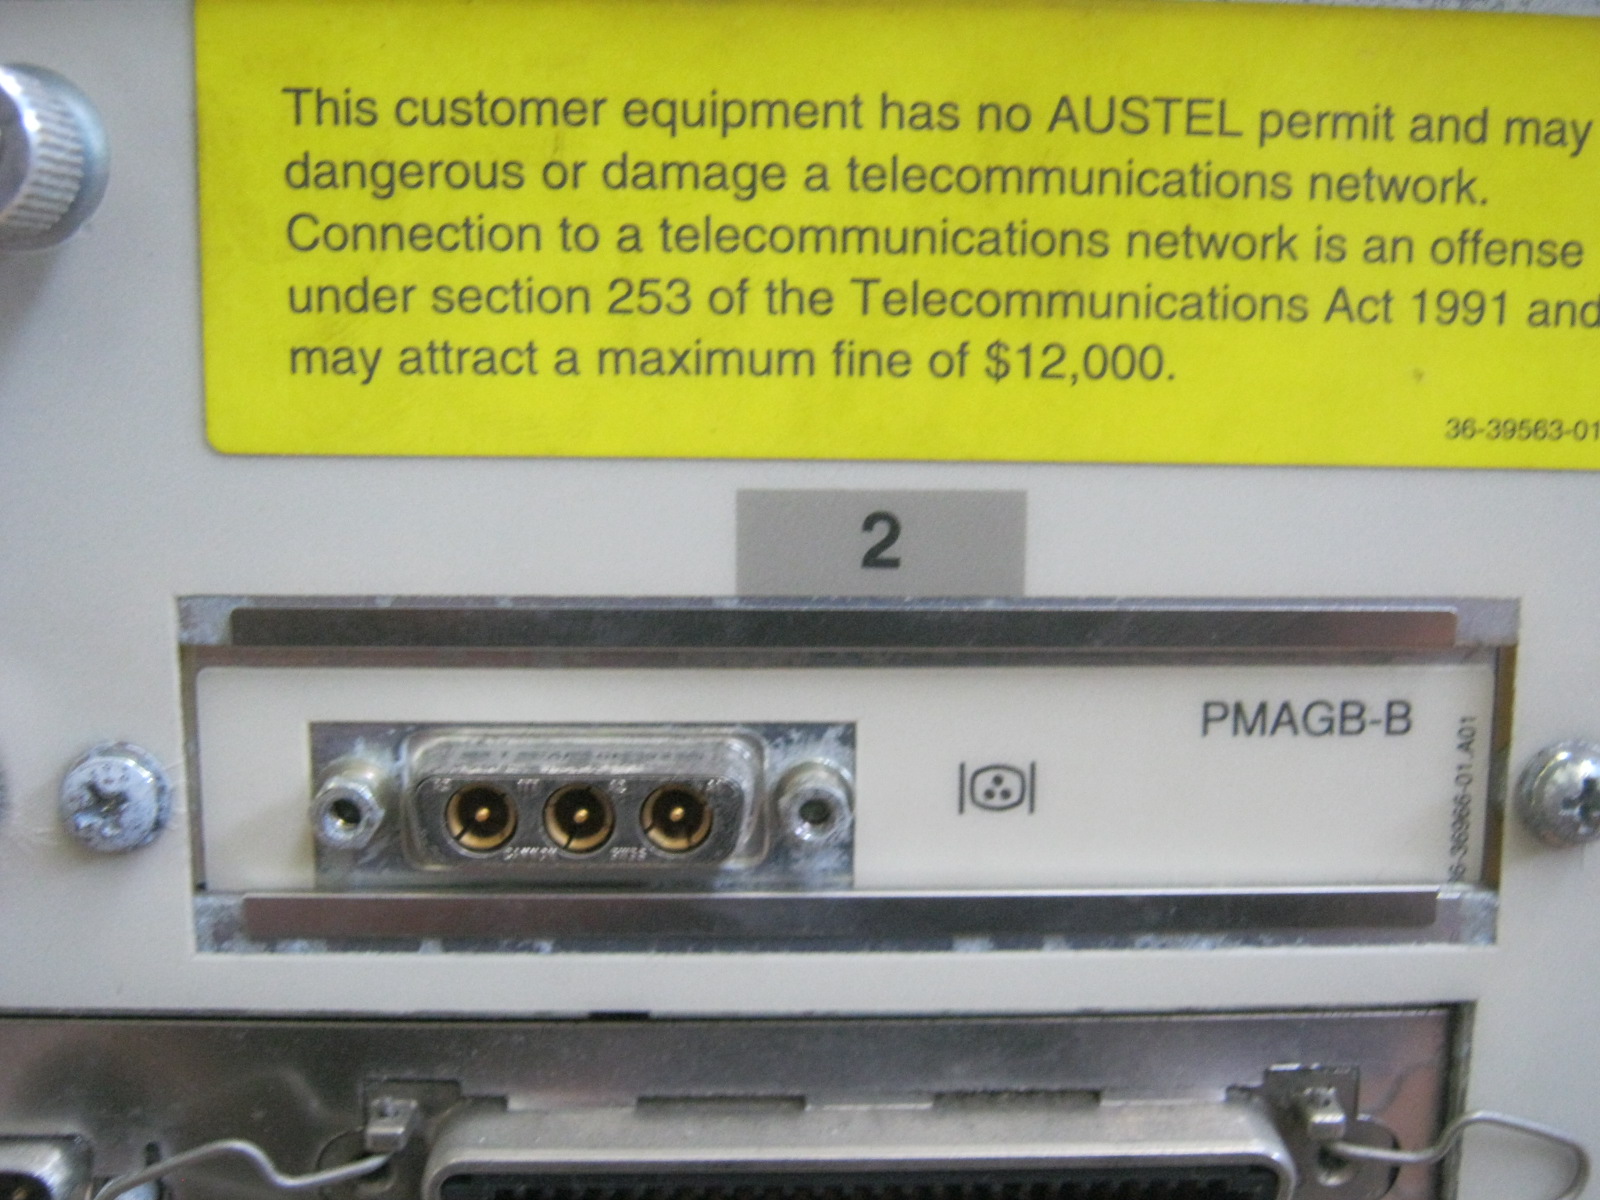 This customer equipment has no AUSTEL permit and may
dangerous or damage a telecommunications network.
Connection to a telecommunications network is an offense
under section 253 of the Telecommunications Act 1991 and
may attract a maximum fine of $12,000.
36-39563-01
2
PMAGB-B